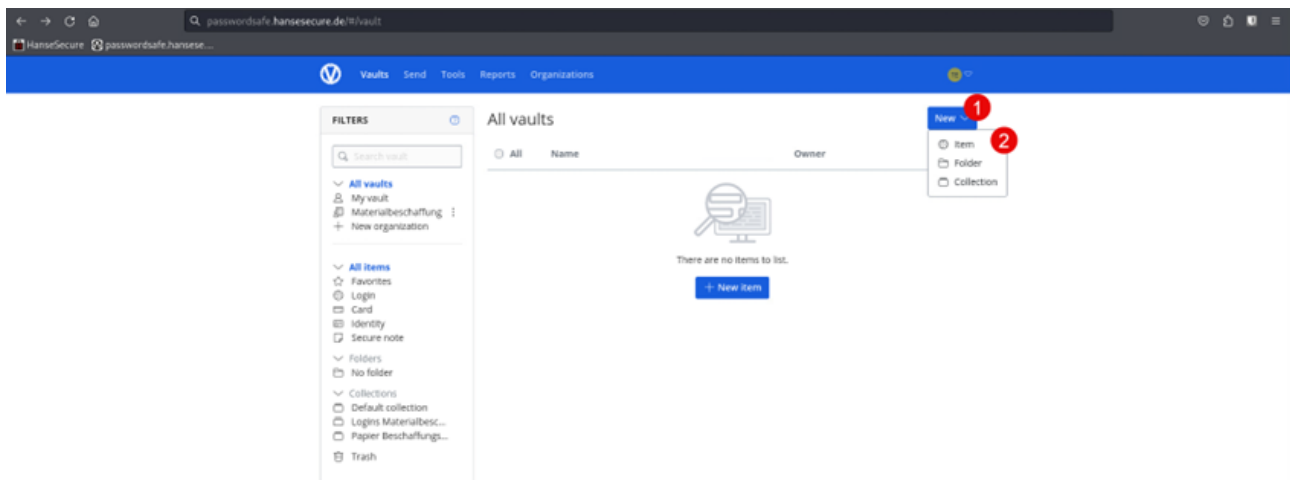 passwordsafe.hansesecure.de/#/vault
HanseSecure passwordsafe.hansese...
Vaults Send Tools Reports Organizations
FILTERS
Search vault
All vaults
My vault
Materialbeschaffung
New organization
All items
Favorites
Login
Card
Identity
Secure note
Folders
No folder
Collections
Default collection
Logins Materialbesc...
Papier Beschaffungs...
Trash
All vaults
New
1
Item
2
Folder
Collection
All Name Owner
There are no items to list.
+ New item